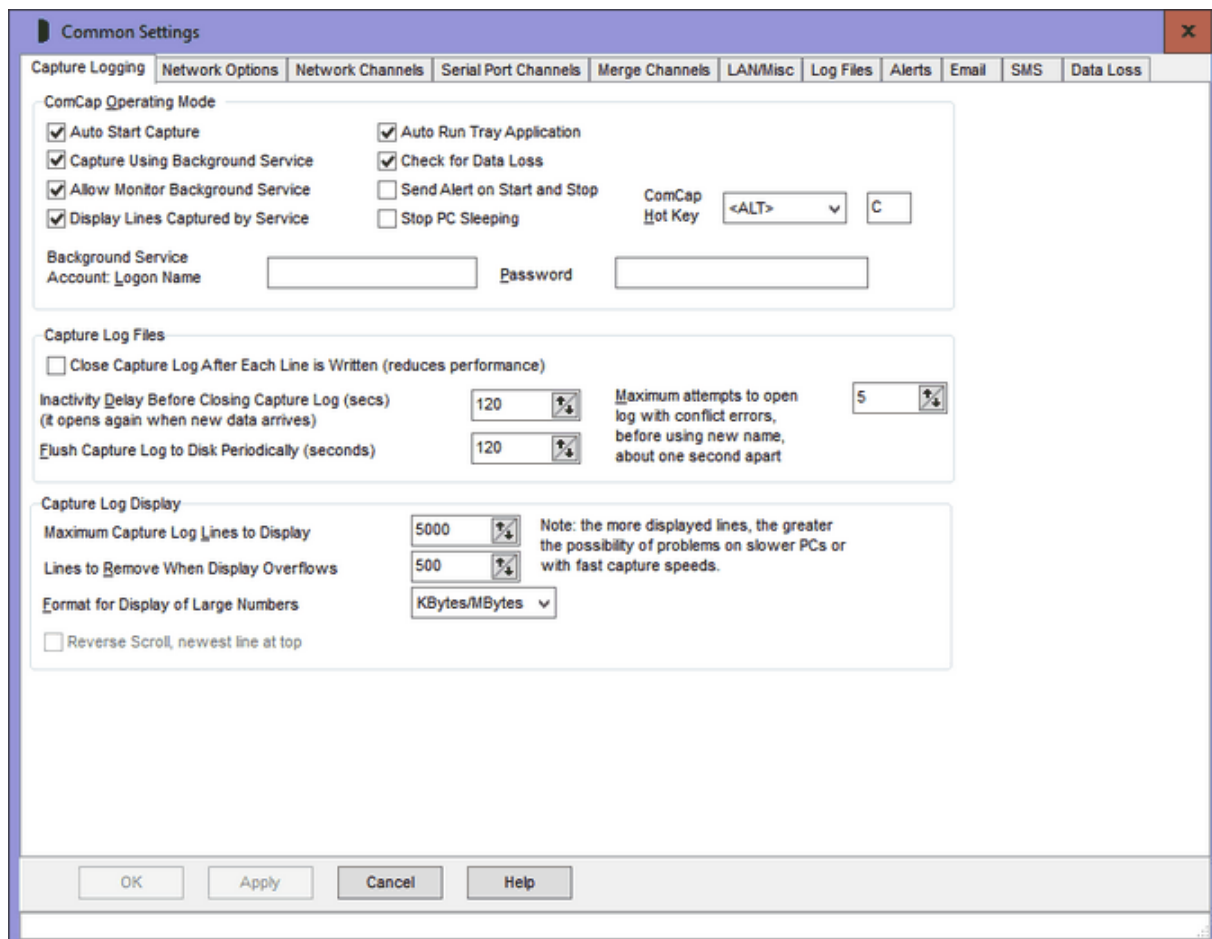 Common Settings
Capture Logging Network Options Network Channels Serial Port Channels Merge Channels LAN/Misc Log Files Alerts Email SMS Data Loss
ComCap Operating Mode
Auto Start Capture
Capture Using Background Service
Allow Monitor Background Service
Display Lines Captured by Service
Auto Run Tray Application
Check for Data Loss
Send Alert on Start and Stop
Stop PC Sleeping
ComCap
Hot Key
<ALT>
C
Background Service
Account: Logon Name
Password
Capture Log Files
Close Capture Log After Each Line is Written (reduces performance)
Inactivity Delay Before Closing Capture Log (secs)
(it opens again when new data arrives)
120
Flush Capture Log to Disk Periodically (seconds)
120
Maximum attempts to open
log with conflict errors,
before using new name,
about one second apart
5
Capture Log Display
Maximum Capture Log Lines to Display
5000
Lines to Remove When Display Overflows
500
Format for Display of Large Numbers
KBytes/MBytes
Note: the more displayed lines, the greater
the possibility of problems on slower PCs or
with fast capture speeds.
Reverse Scroll, newest line at top
OK Apply Cancel Help